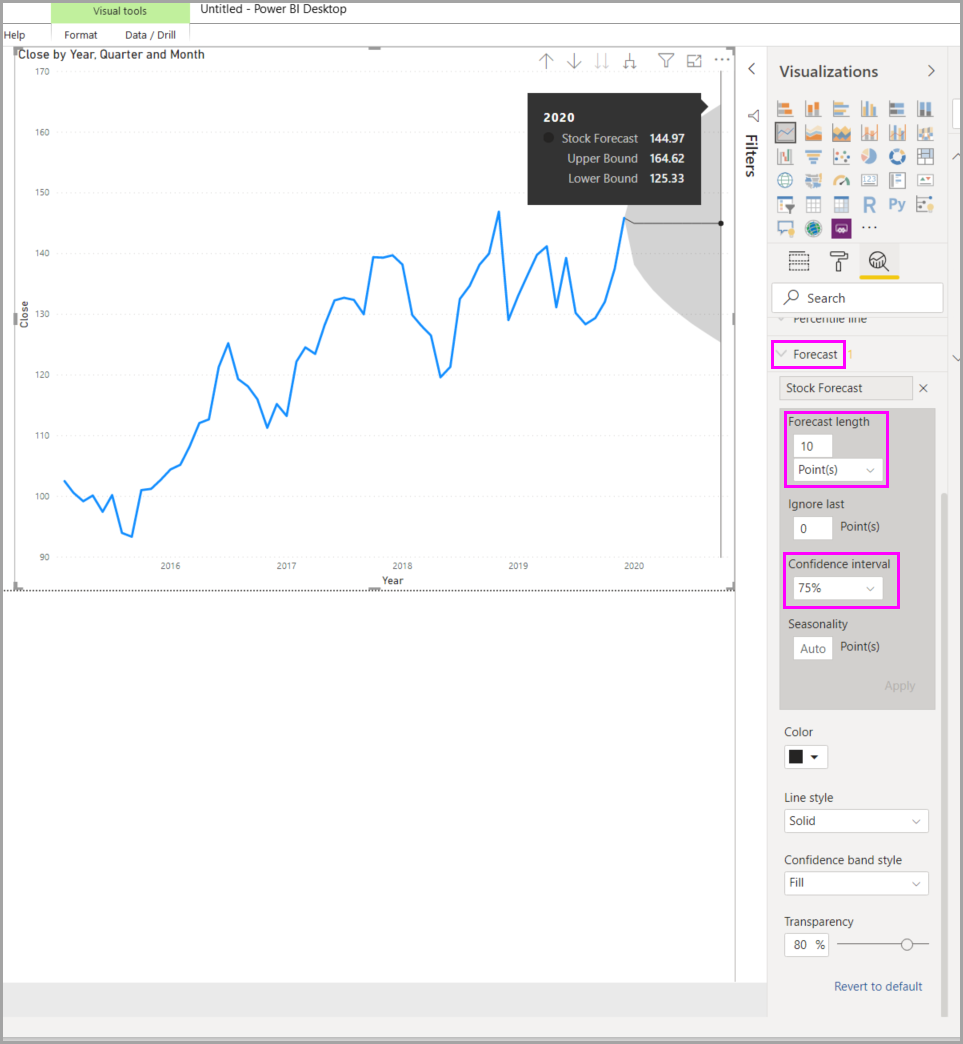 Visual tools
Untitled - Power BI Desktop
Help
Format
Data / Drill
Close by Year, Quarter and Month
170
160
150
140
130
120
110
100
90
Close
2016
2017
2018
2019
2020
Year
2020
Stock Forecast 144.97
Upper Bound 164.62
Lower Bound 125.33
Filters
Visualizations
123
R
Py
Search
Percentile line
Forecast 1
Stock Forecast
Forecast length
10
Point(s)
Ignore last
0 Point(s)
Confidence interval
75%
Seasonality
Auto Point(s)
Apply
Color
Line style
Solid
Confidence band style
Fill
Transparency
80 %
Revert to default